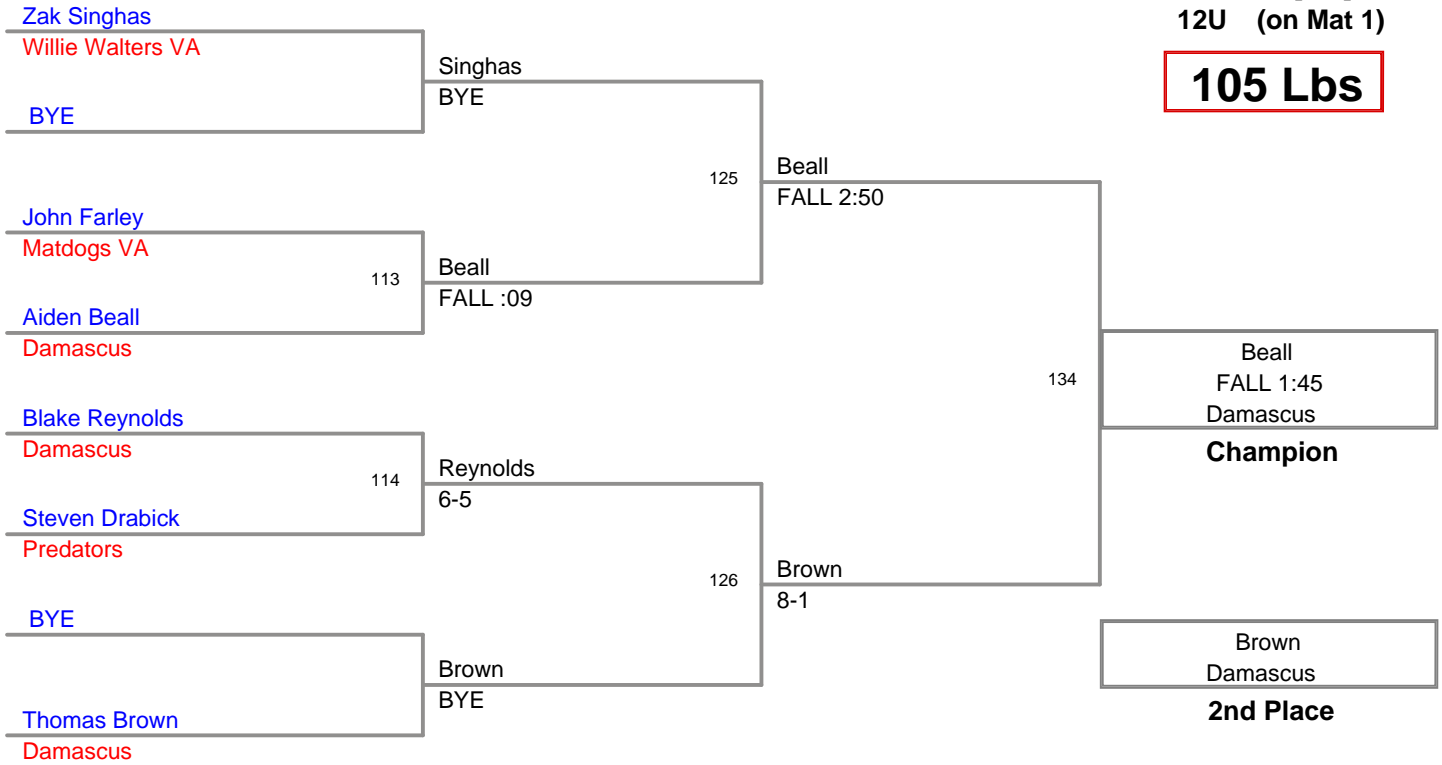 Zak Singhas
Willie Walters VA
BYE
Singhas
BYE
John Farley
Matdogs VA
113
Aiden Beall
Damascus
Beall
FALL :09
125
Beall
FALL 2:50
Blake Reynolds
Damascus
114
Steven Drabick
Predators
Reynolds
6-5
BYE
Thomas Brown
Damascus
Brown
BYE
126
Brown
8-1
134
12U (on Mat 1)
105 Lbs
Beall
FALL 1:45
Damascus
Champion
Brown
Damascus
2nd Place